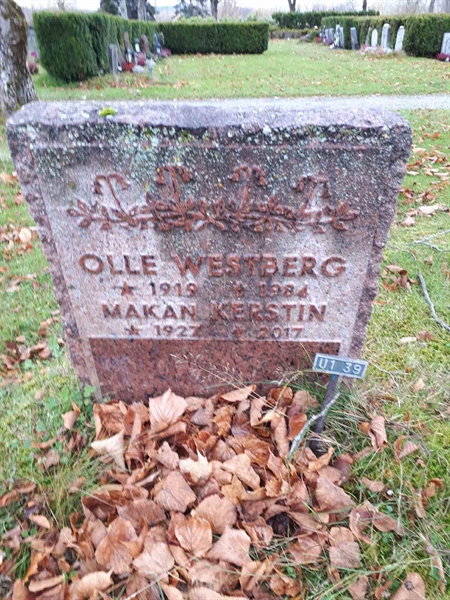 OLLE WESTBERG
* 1919 † 1984
MAKAN KERSTIN
* 1927 † 2017
U1 39